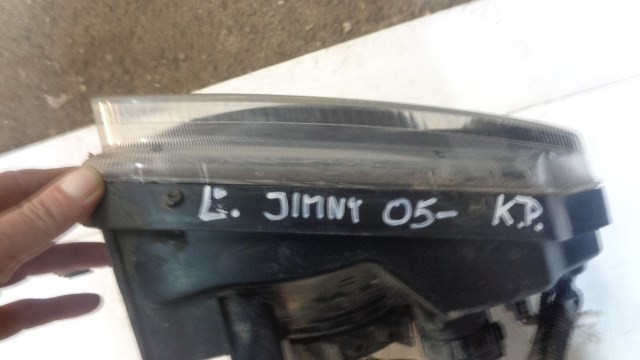 L. JIMNY 05- K.D.